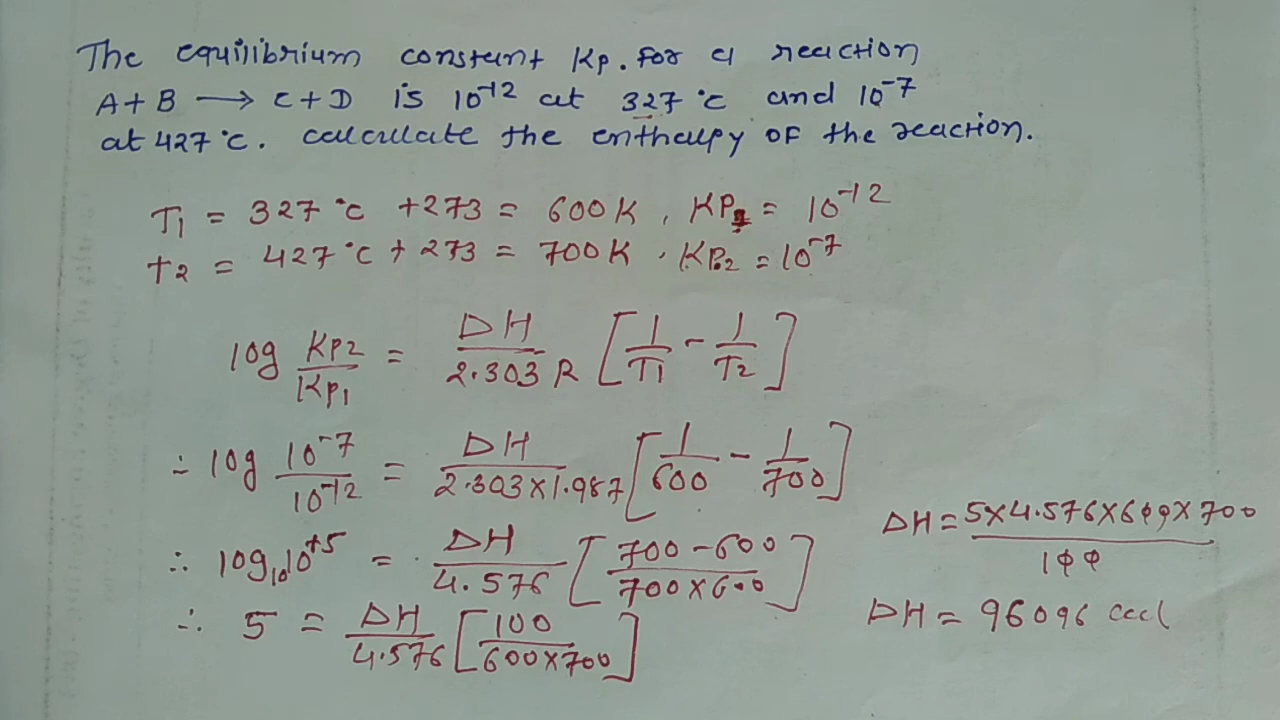 The equilibrium constant Kp. For a reaction
A + B ⟶ C + D is 10⁻¹² at 327 °C and 10⁻⁷
at 427 °C. calculate the enthalpy of the reaction.
T₁ = 327 °C + 273 = 600 K, KP₁ = 10⁻¹²
T₂ = 427 °C + 273 = 700 K, KP₂ = 10⁻⁷
log KP₂/KP₁ = ΔH/2.303 R [1/T₁ - 1/T₂]
∴ log 10⁻⁷/10⁻¹² = ΔH/2.303×1.987 [1/600 - 1/700]
∴ log₁₀10⁺⁵ = ΔH/4.576 [700-600/700×600]
∴ 5 = ΔH/4.576 [100/600×700]
ΔH = 5×4.576×600×700/100
ΔH = 96096 cal